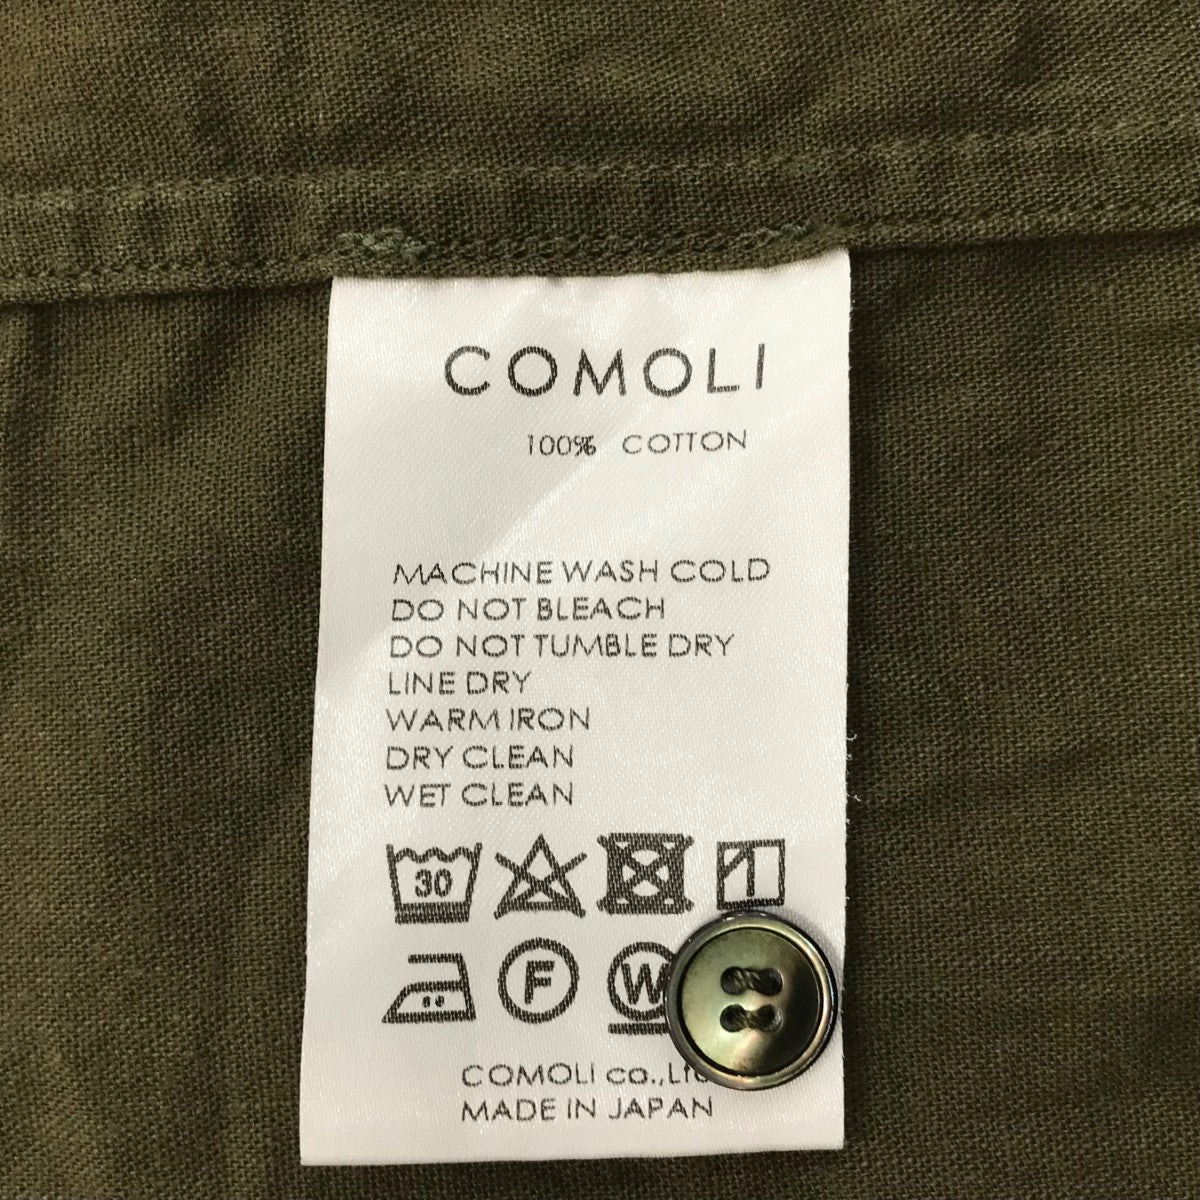 COMOLI
100% COTTON
MACHINE WASH COLD
DO NOT BLEACH
DO NOT TUMBLE DRY
LINE DRY
WARM IRON
DRY CLEAN
WET CLEAN
30
F W
COMOLI co.,
MADE IN JAPAN